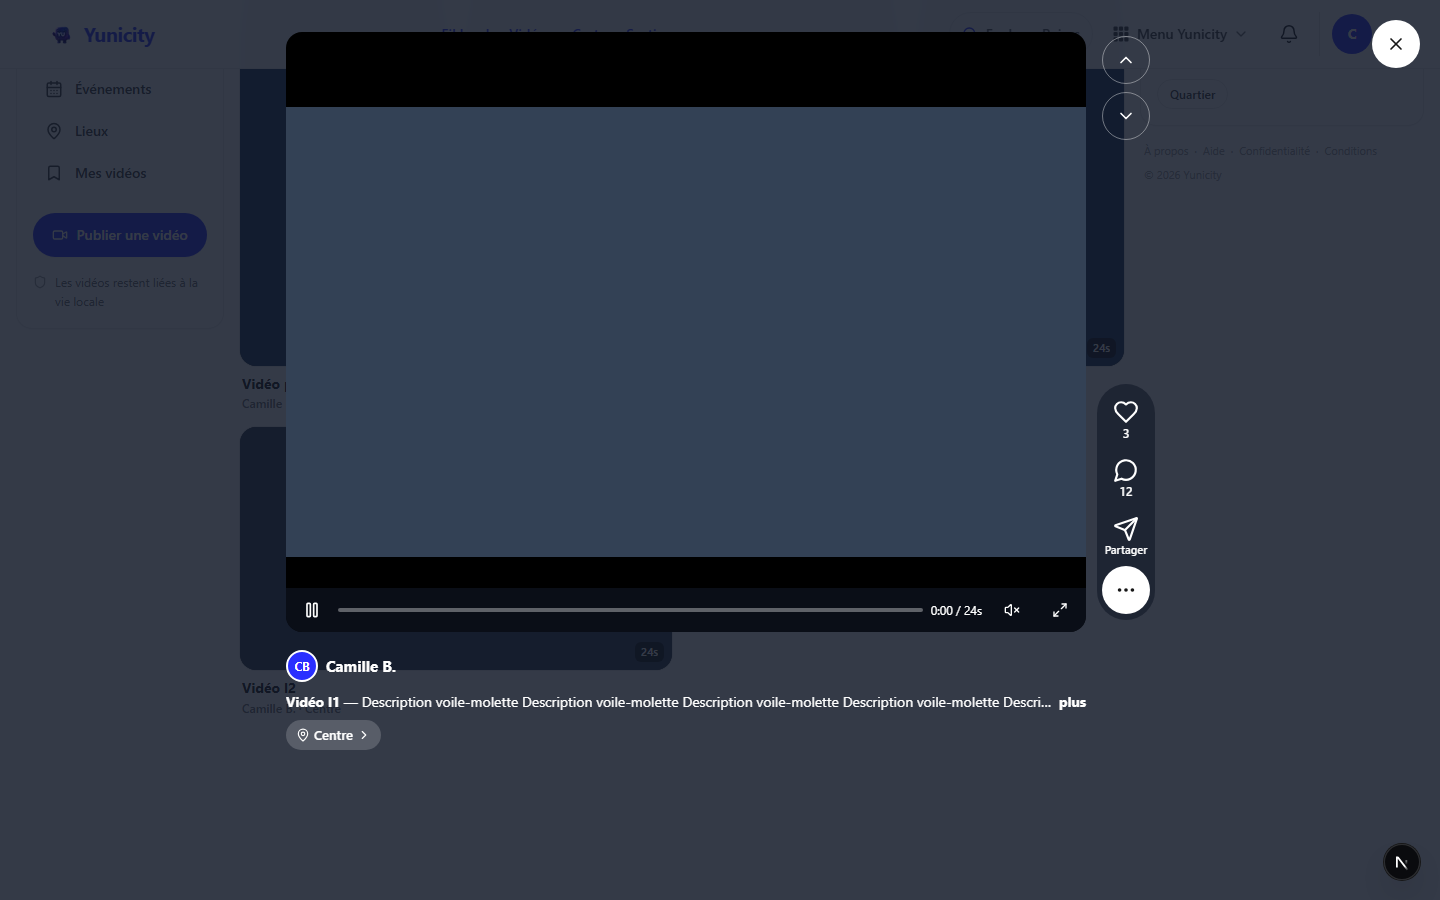 Yunicity
Menu Yunicity
C
Événements
Quartier
Lieux
À propos · Aide · Confidentialité · Conditions
Mes vidéos
© 2026 Yunicity
Publier une vidéo
Les vidéos restent liées à la
vie locale
24s
Vidéo
Camille
3
12
Partager
0:00 / 24s
24s
CB Camille B.
Vidéo I2
Vidéo I1 — Description voile-molette Description voile-molette Description voile-molette Description voile-molette Descri... plus
Centre